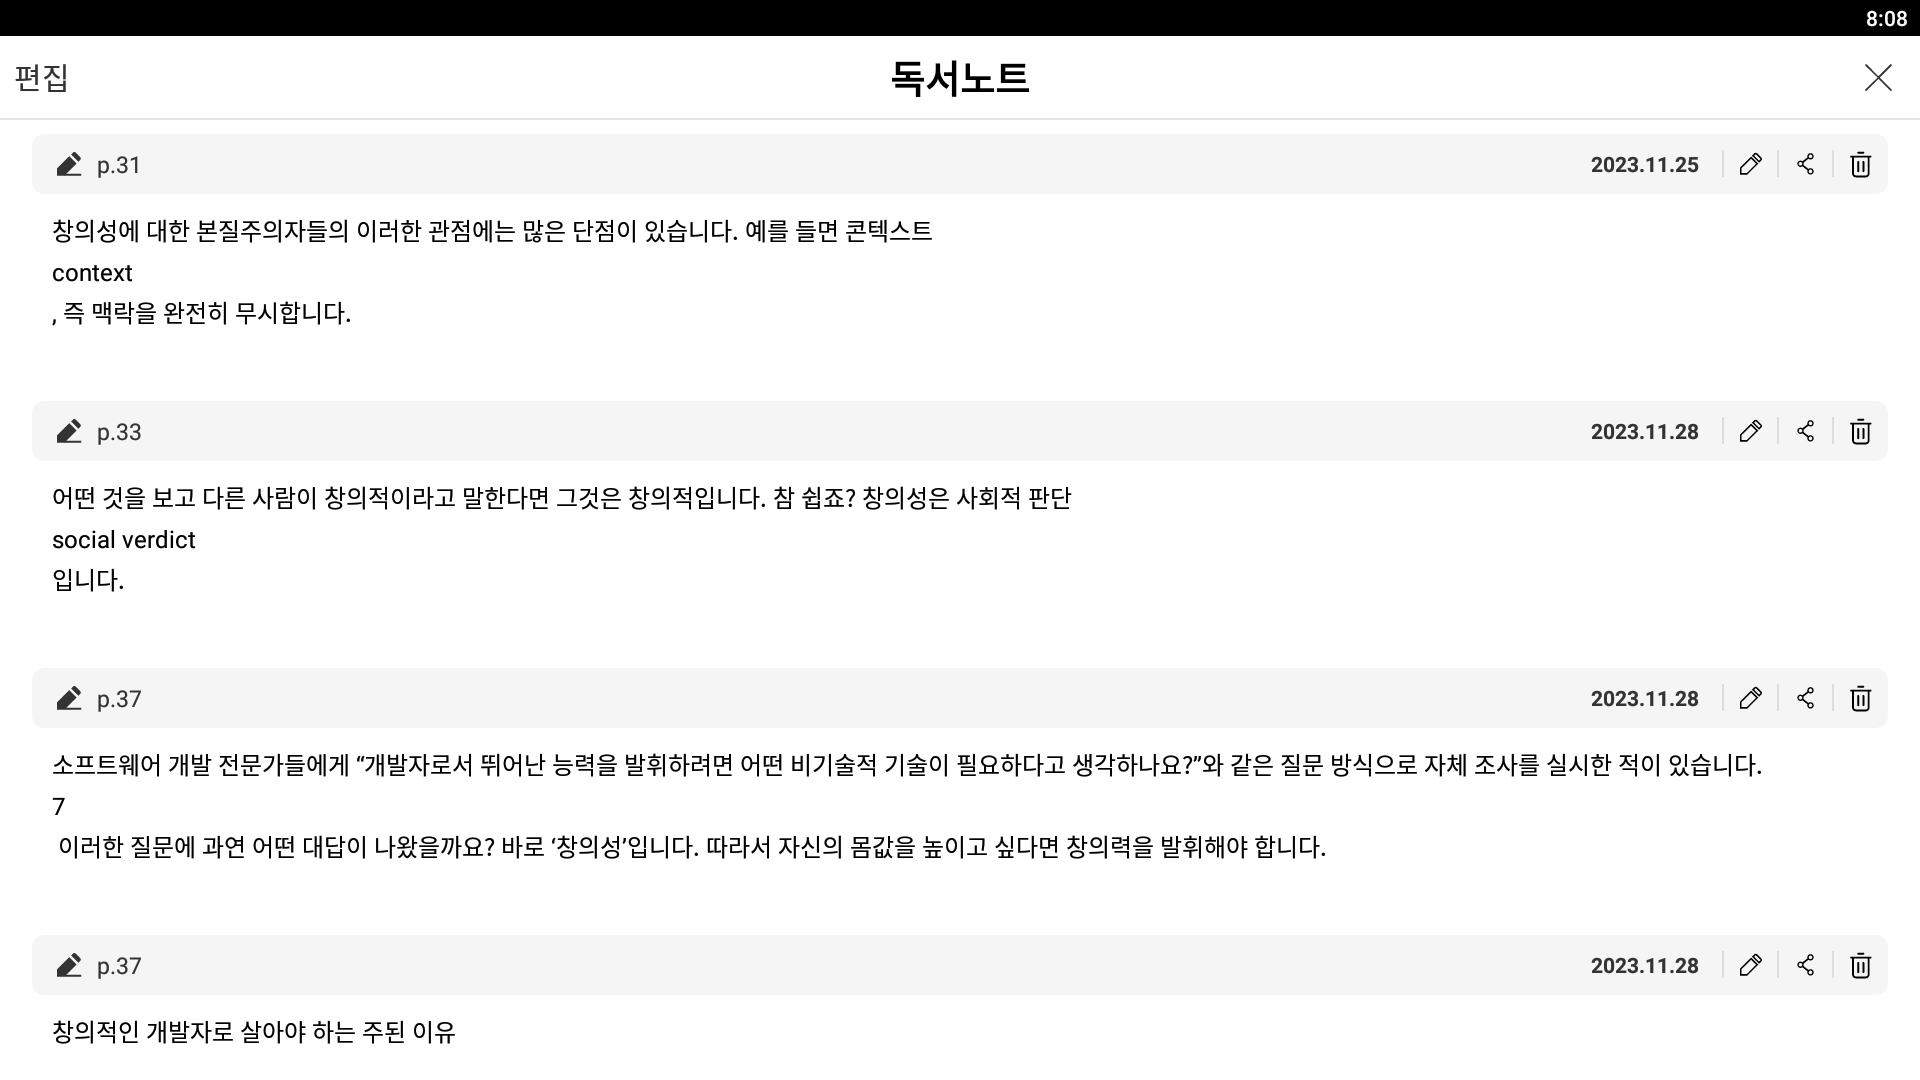 8:08
편집
독서노트
p.31
2023.11.25
창의성에 대한 본질주의자들의 이러한 관점에는 많은 단점이 있습니다. 예를 들면 콘텍스트
context
, 즉 맥락을 완전히 무시합니다.
p.33
2023.11.28
어떤 것을 보고 다른 사람이 창의적이라고 말한다면 그것은 창의적입니다. 참 쉽죠? 창의성은 사회적 판단
social verdict
입니다.
p.37
2023.11.28
소프트웨어 개발 전문가들에게 “개발자로서 뛰어난 능력을 발휘하려면 어떤 비기술적 기술이 필요하다고 생각하나요?”와 같은 질문 방식으로 자체 조사를 실시한 적이 있습니다.
7
이러한 질문에 과연 어떤 대답이 나왔을까요? 바로 ‘창의성’입니다. 따라서 자신의 몸값을 높이고 싶다면 창의력을 발휘해야 합니다.
p.37
2023.11.28
창의적인 개발자로 살아야 하는 주된 이유